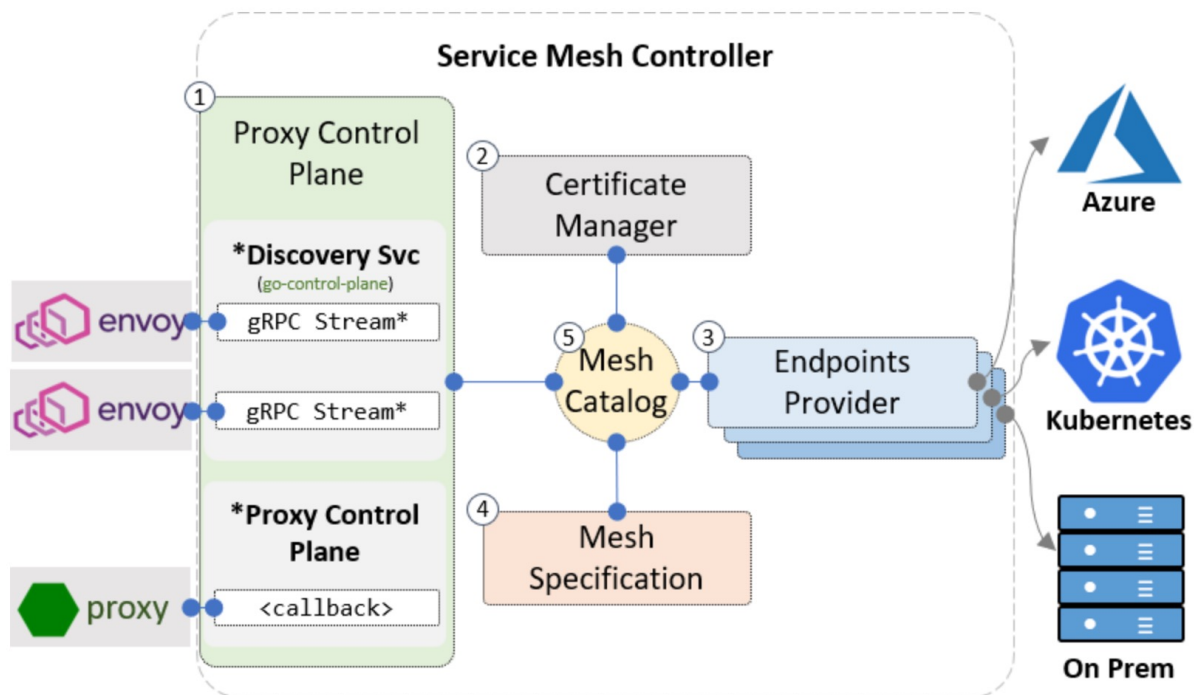 Service Mesh Controller
1
Proxy Control
Plane
*Discovery Svc
(go-control-plane)
envoy
gRPC Stream*
envoy
gRPC Stream*
*Proxy Control
Plane
proxy
<callback>
2
Certificate
Manager
5
Mesh
Catalog
3
Endpoints
Provider
4
Mesh
Specification
Azure
Kubernetes
On Prem